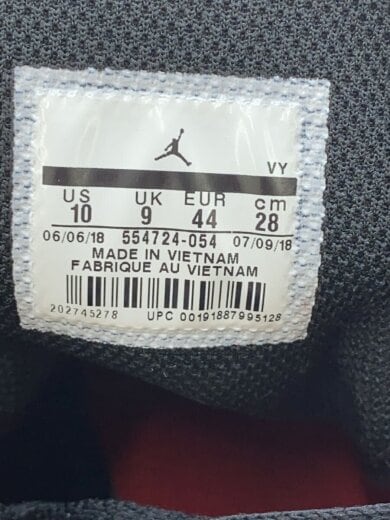 VY
US UK EUR cm
10 9 44 28
06/06/18 554724-054 07/09/18
MADE IN VIETNAM
FABRIQUE AU VIETNAM
202745278 UPC 00191887995128